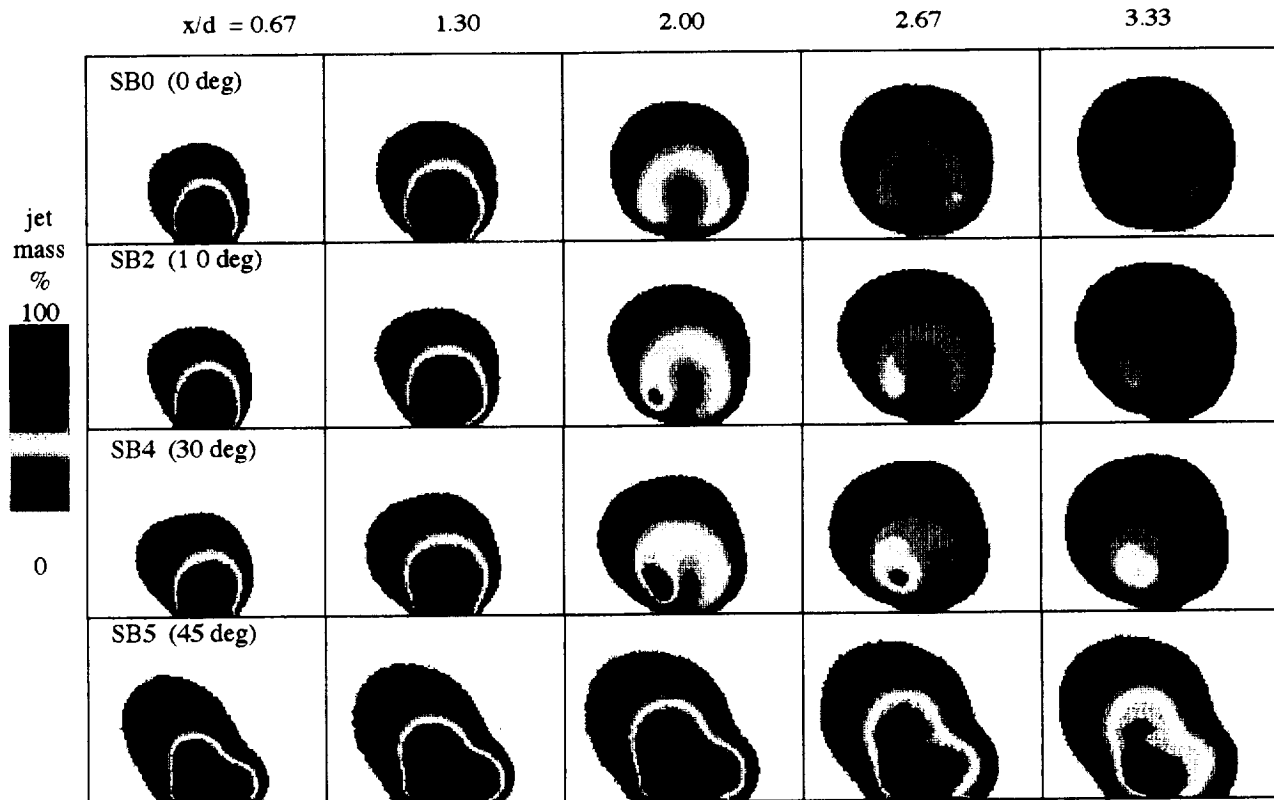 x/d = 0.67 1.30 2.00 2.67 3.33
SB0 (0 deg)
jet
mass
%
100
0
SB2 (1 0 deg)
SB4 (30 deg)
SB5 (45 deg)